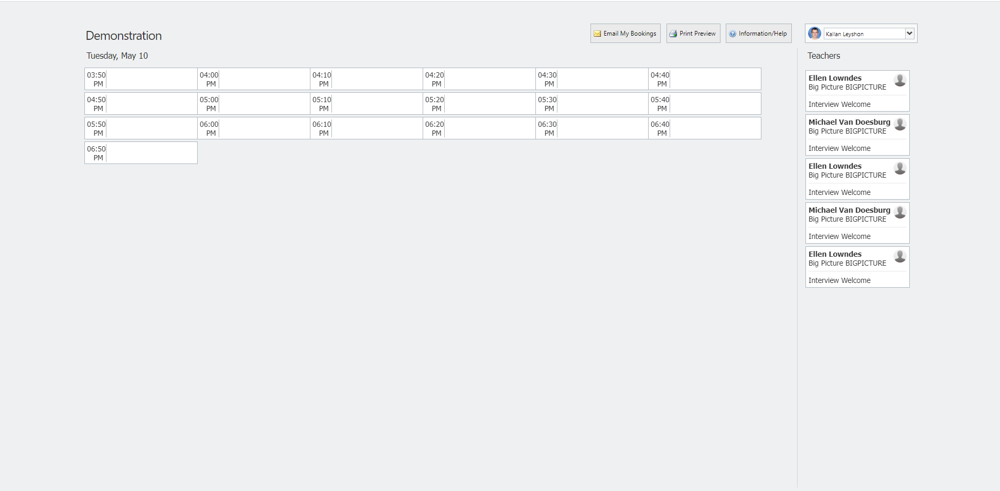 Demonstration
Email My Bookings
Print Preview
Information/Help
Kallan Leyshon
Tuesday, May 10
Teachers
03:50 PM
04:00 PM
04:10 PM
04:20 PM
04:30 PM
04:40 PM
04:50 PM
05:00 PM
05:10 PM
05:20 PM
05:30 PM
05:40 PM
05:50 PM
06:00 PM
06:10 PM
06:20 PM
06:30 PM
06:40 PM
06:50 PM
Ellen Lowndes
Big Picture BIGPICTURE
Interview Welcome
Michael Van Doesburg
Big Picture BIGPICTURE
Interview Welcome
Ellen Lowndes
Big Picture BIGPICTURE
Interview Welcome
Michael Van Doesburg
Big Picture BIGPICTURE
Interview Welcome
Ellen Lowndes
Big Picture BIGPICTURE
Interview Welcome